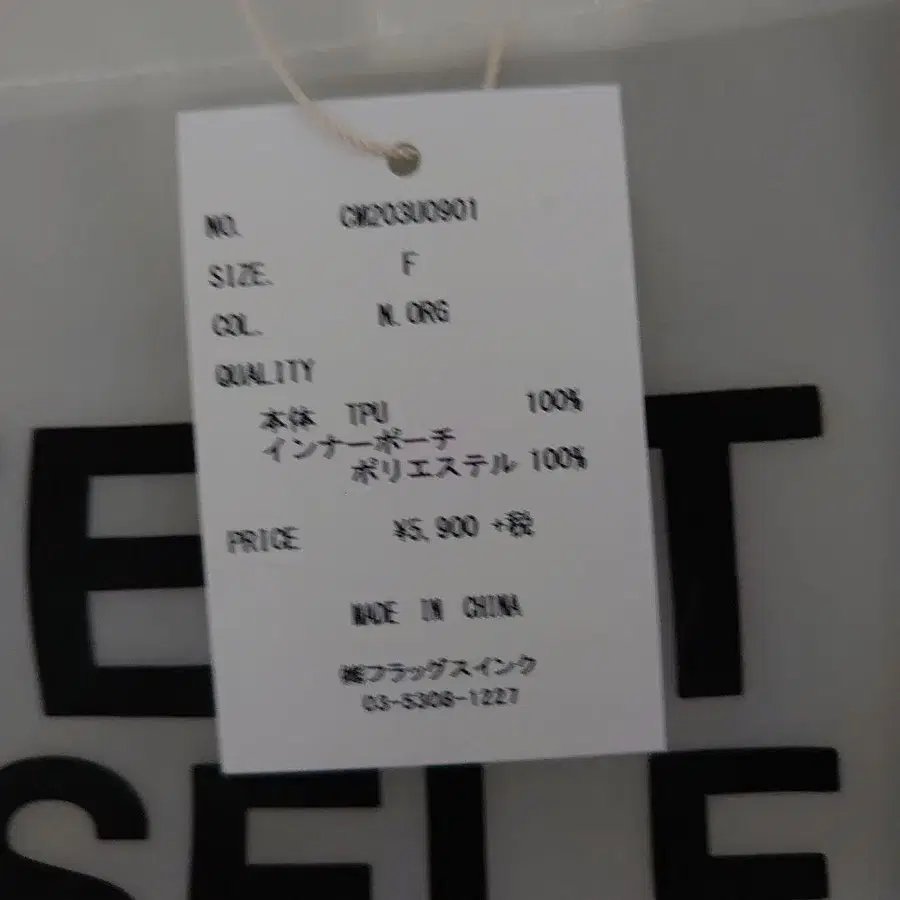 NO. CM203U0901
SIZE. F
COL. N.ORG
QUALITY
本体 TPU 100%
インナーポーチ
ポリエステル 100%
PRICE ¥5,900 +税
MADE IN CHINA
㈱フラッグスインク
03-5308-1227